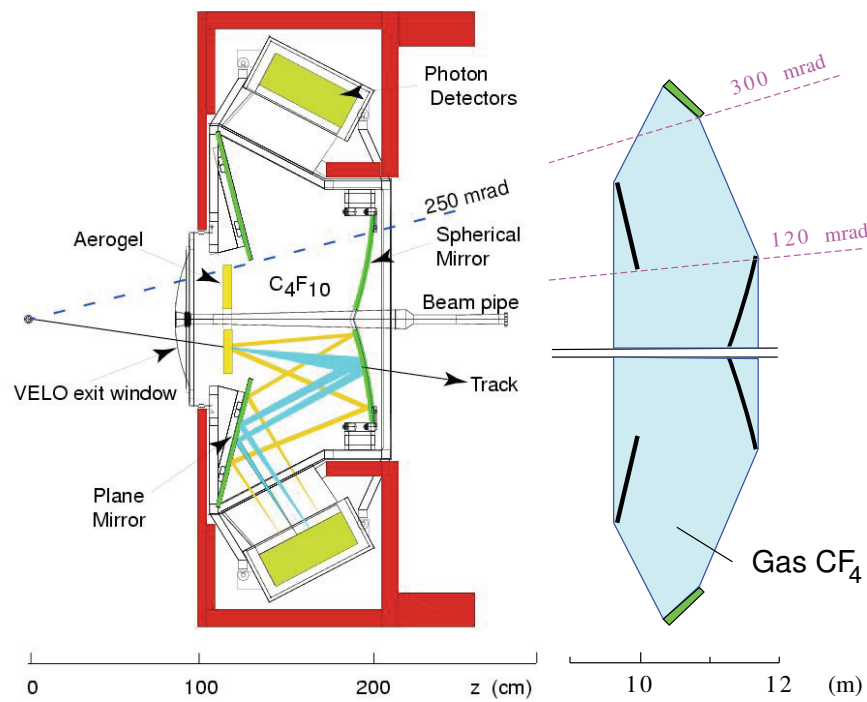 Photon
Detectors
250 mrad
Aerogel
C4F10
Spherical
Mirror
Beam pipe
VELO exit window
Track
Plane
Mirror
0
100
200
z (cm)
300 mrad
120 mrad
Gas CF4
10
12
(m)